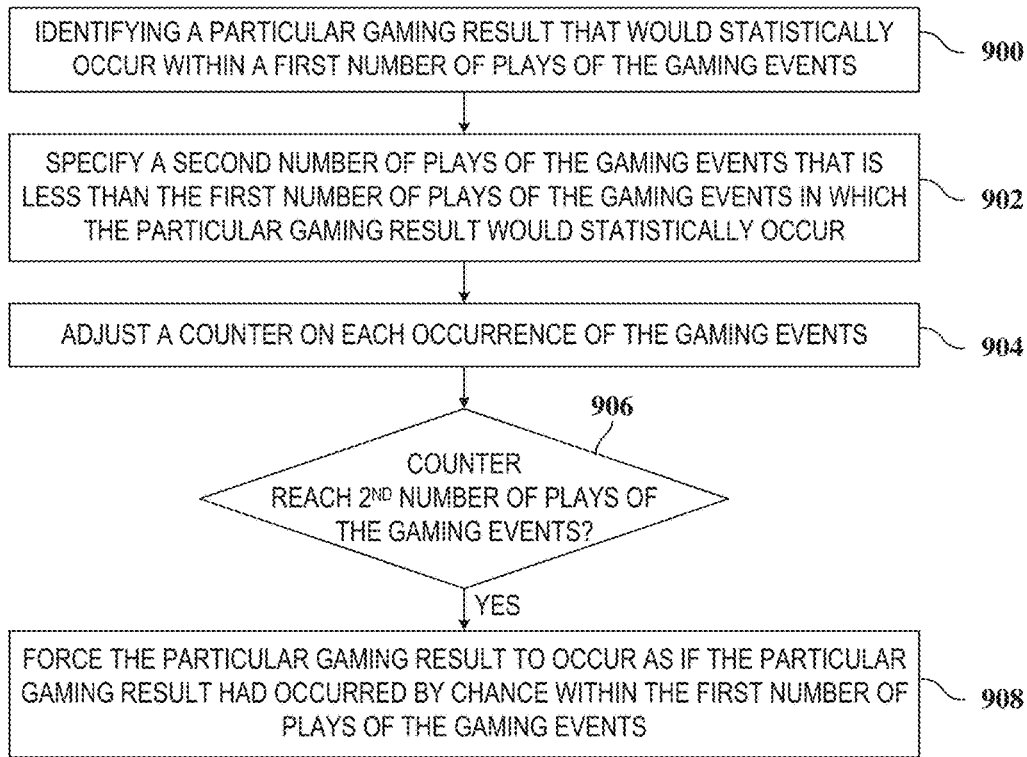 IDENTIFYING A PARTICULAR GAMING RESULT THAT WOULD STATISTICALLY
OCCUR WITHIN A FIRST NUMBER OF PLAYS OF THE GAMING EVENTS
900
SPECIFY A SECOND NUMBER OF PLAYS OF THE GAMING EVENTS THAT IS
LESS THAN THE FIRST NUMBER OF PLAYS OF THE GAMING EVENTS IN WHICH
THE PARTICULAR GAMING RESULT WOULD STATISTICALLY OCCUR
902
ADJUST A COUNTER ON EACH OCCURRENCE OF THE GAMING EVENTS
904
906
COUNTER
REACH 2ND NUMBER OF PLAYS OF
THE GAMING EVENTS?
YES
FORCE THE PARTICULAR GAMING RESULT TO OCCUR AS IF THE PARTICULAR
GAMING RESULT HAD OCCURRED BY CHANCE WITHIN THE FIRST NUMBER OF
PLAYS OF THE GAMING EVENTS
908